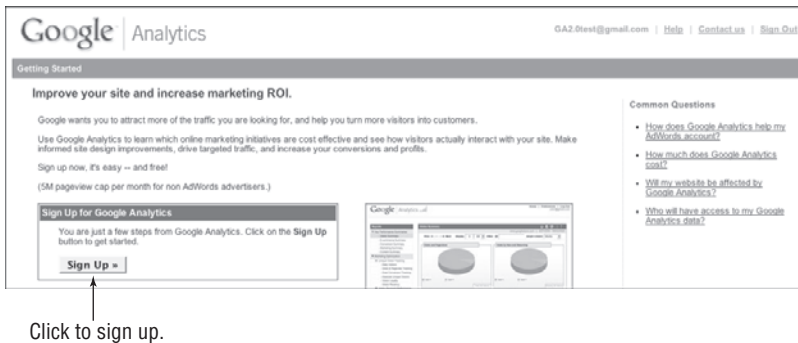 Google Analytics
GA2.0test@gmail.com | Help | Contact us | Sign Out
Getting Started
Improve your site and increase marketing ROI.
Google wants you to attract more of the traffic you are looking for, and help you turn more visitors into customers.
Use Google Analytics to learn which online marketing initiatives are cost effective and see how visitors actually interact with your site. Make
informed site design improvements, drive targeted traffic, and increase your conversions and profits.
Sign up now, it's easy -- and free!
(5M pageview cap per month for non AdWords advertisers.)
Sign Up for Google Analytics
You are just a few steps from Google Analytics. Click on the Sign Up
button to get started.
Sign Up »
Google
Common Questions
How does Google Analytics help my
AdWords account?
How much does Google Analytics
cost?
Will my website be affected by
Google Analytics?
Who will have access to my Google
Analytics data?
Click to sign up.